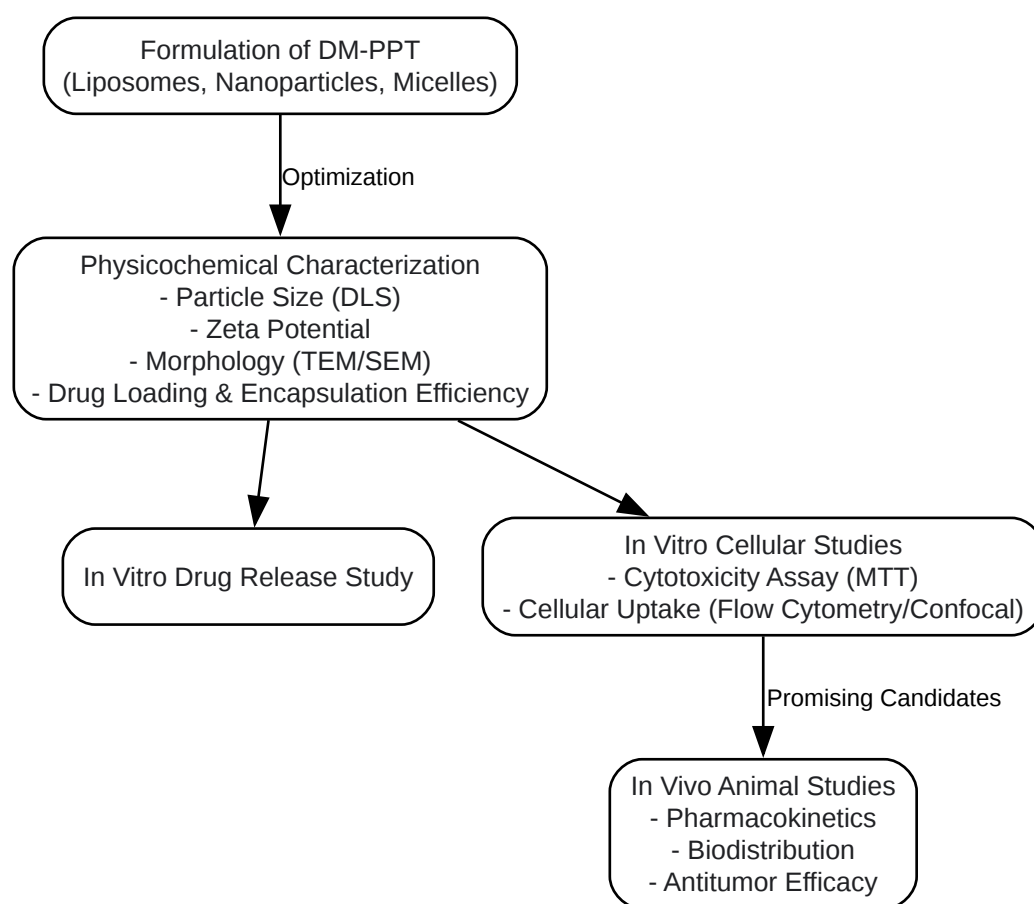 Formulation of DM-PPT
(Liposomes, Nanoparticles, Micelles)
Optimization
Physicochemical Characterization
- Particle Size (DLS)
- Zeta Potential
- Morphology (TEM/SEM)
- Drug Loading & Encapsulation Efficiency
In Vitro Drug Release Study
In Vitro Cellular Studies
- Cytotoxicity Assay (MTT)
- Cellular Uptake (Flow Cytometry/Confocal)
Promising Candidates
In Vivo Animal Studies
- Pharmacokinetics
- Biodistribution
- Antitumor Efficacy